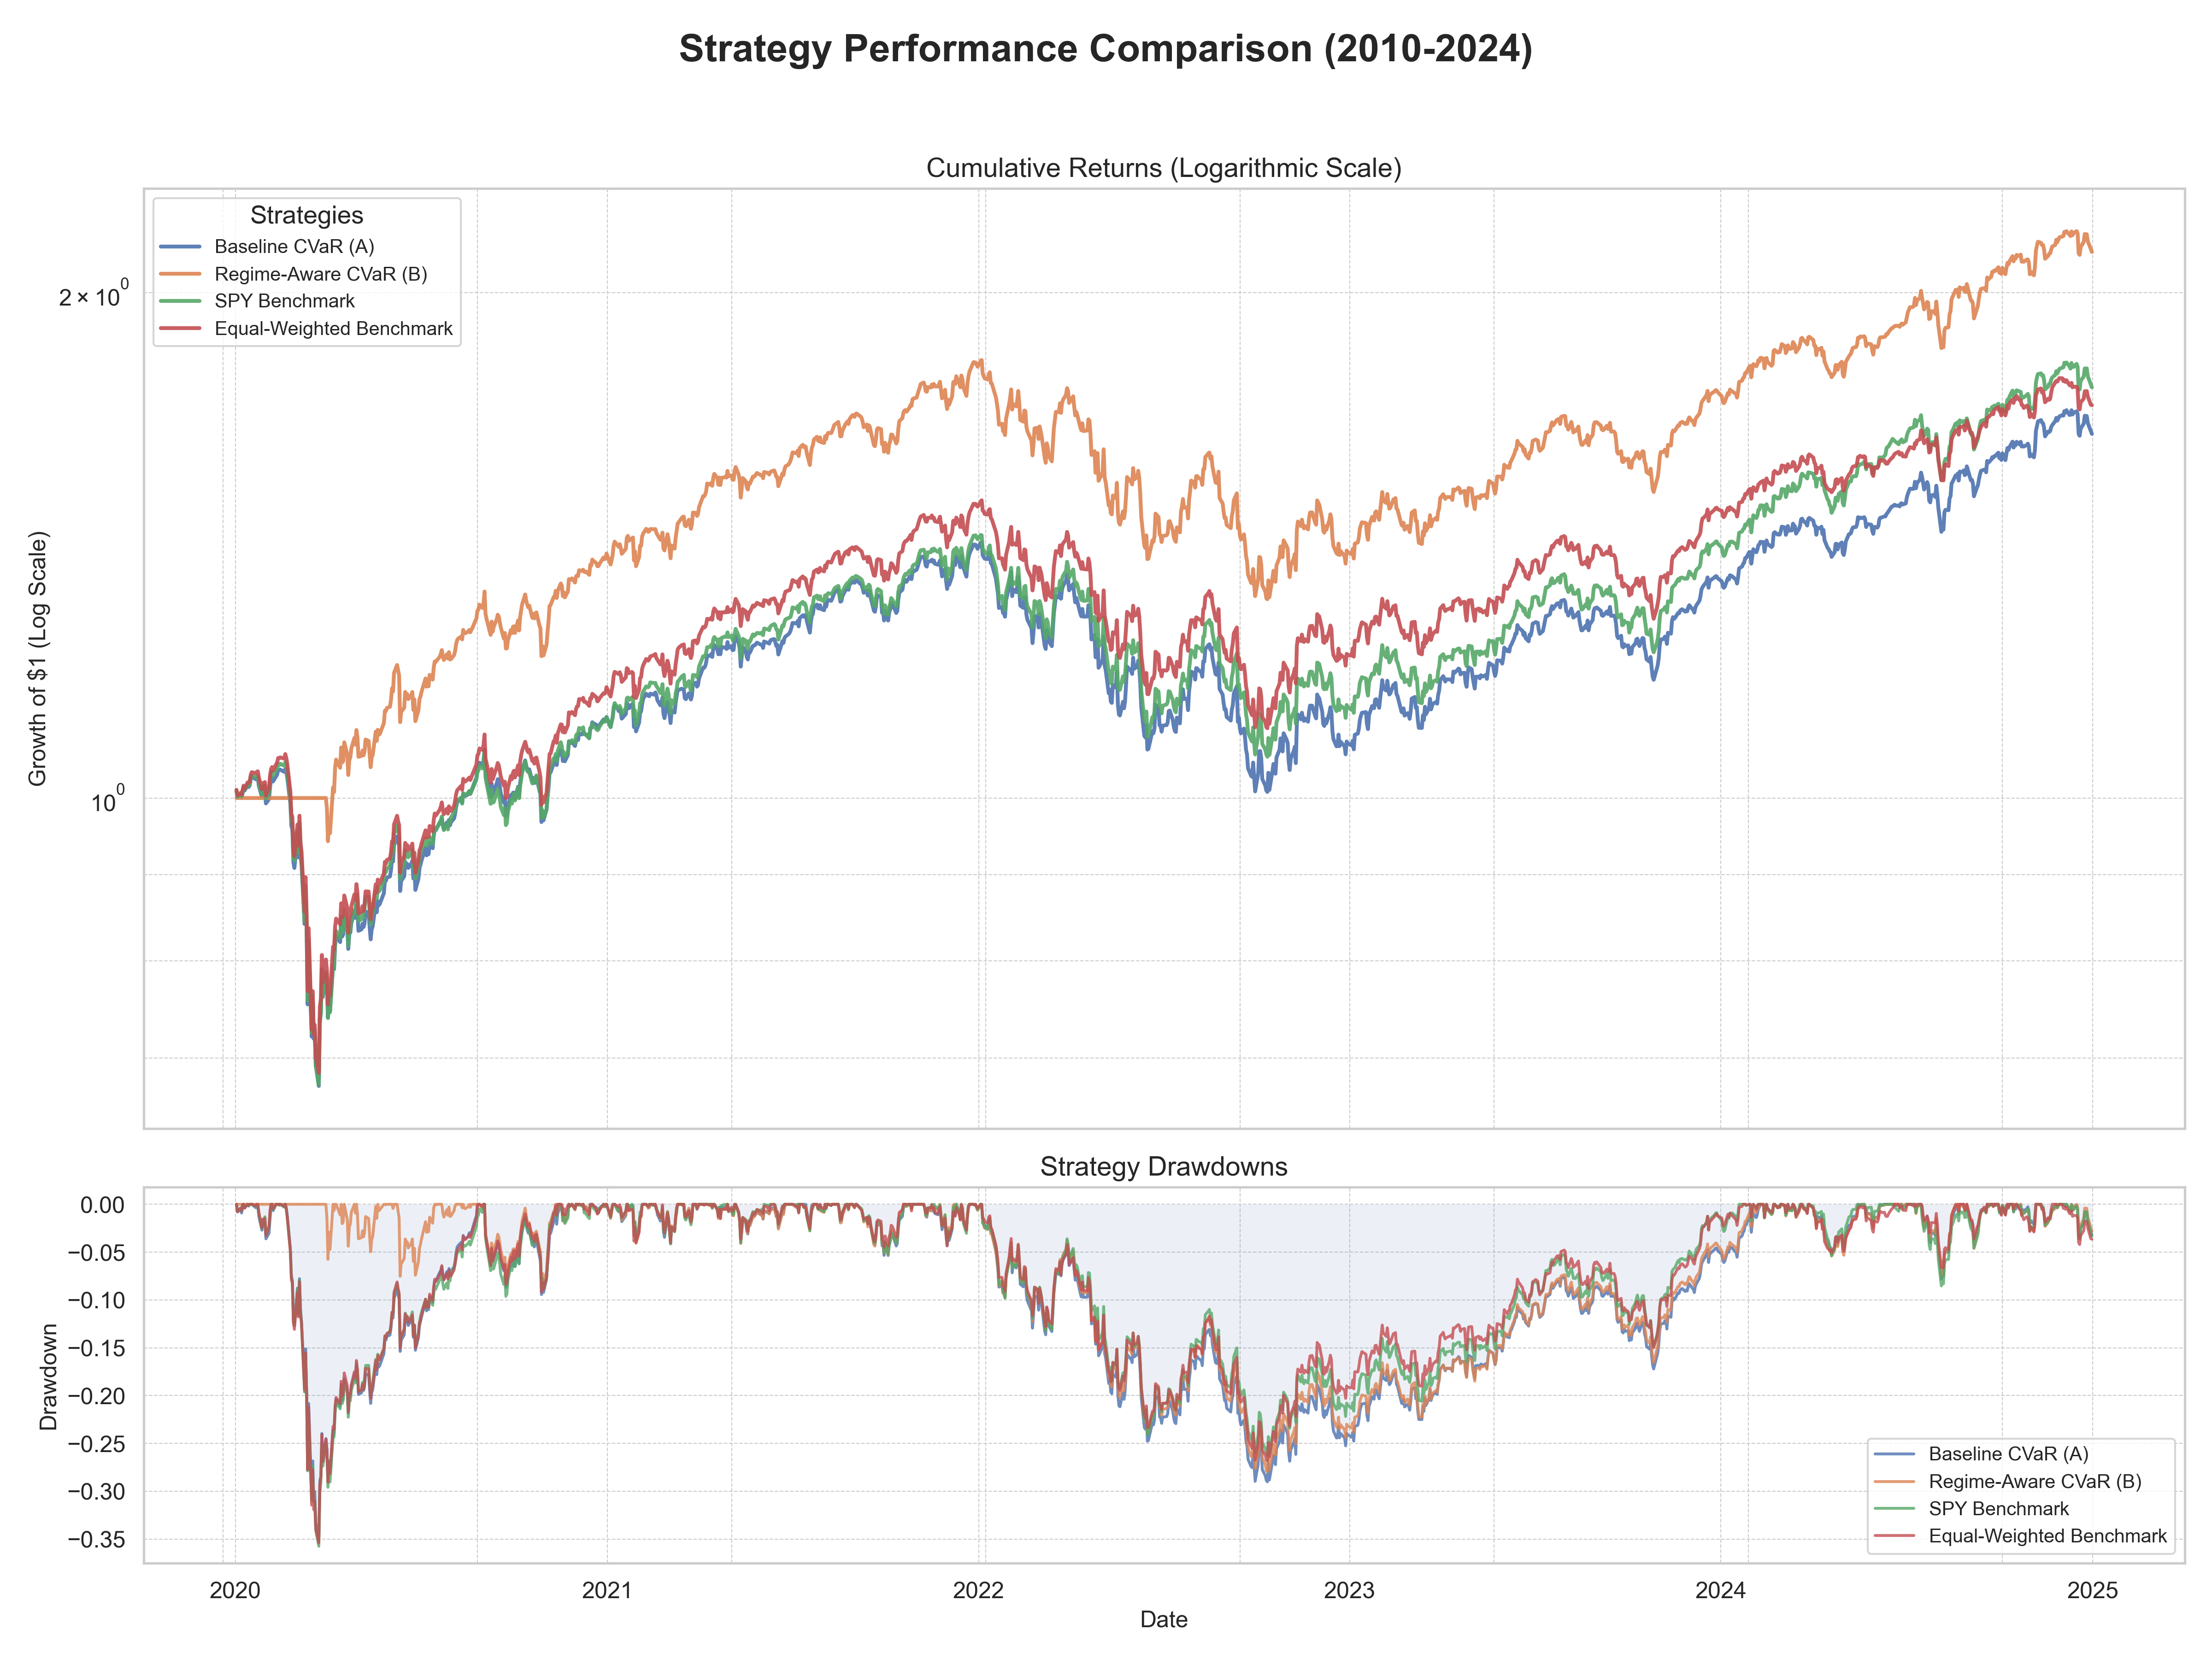 Strategy Performance Comparison (2010-2024)
Cumulative Returns (Logarithmic Scale)
Strategies
Baseline CVaR (A)
Regime-Aware CVaR (B)
SPY Benchmark
Equal-Weighted Benchmark
2 × 10⁰
10⁰
Growth of $1 (Log Scale)
Strategy Drawdowns
0.00
−0.05
−0.10
−0.15
−0.20
−0.25
−0.30
−0.35
Drawdown
Baseline CVaR (A)
Regime-Aware CVaR (B)
SPY Benchmark
Equal-Weighted Benchmark
2020 2021 2022 2023 2024 2025
Date